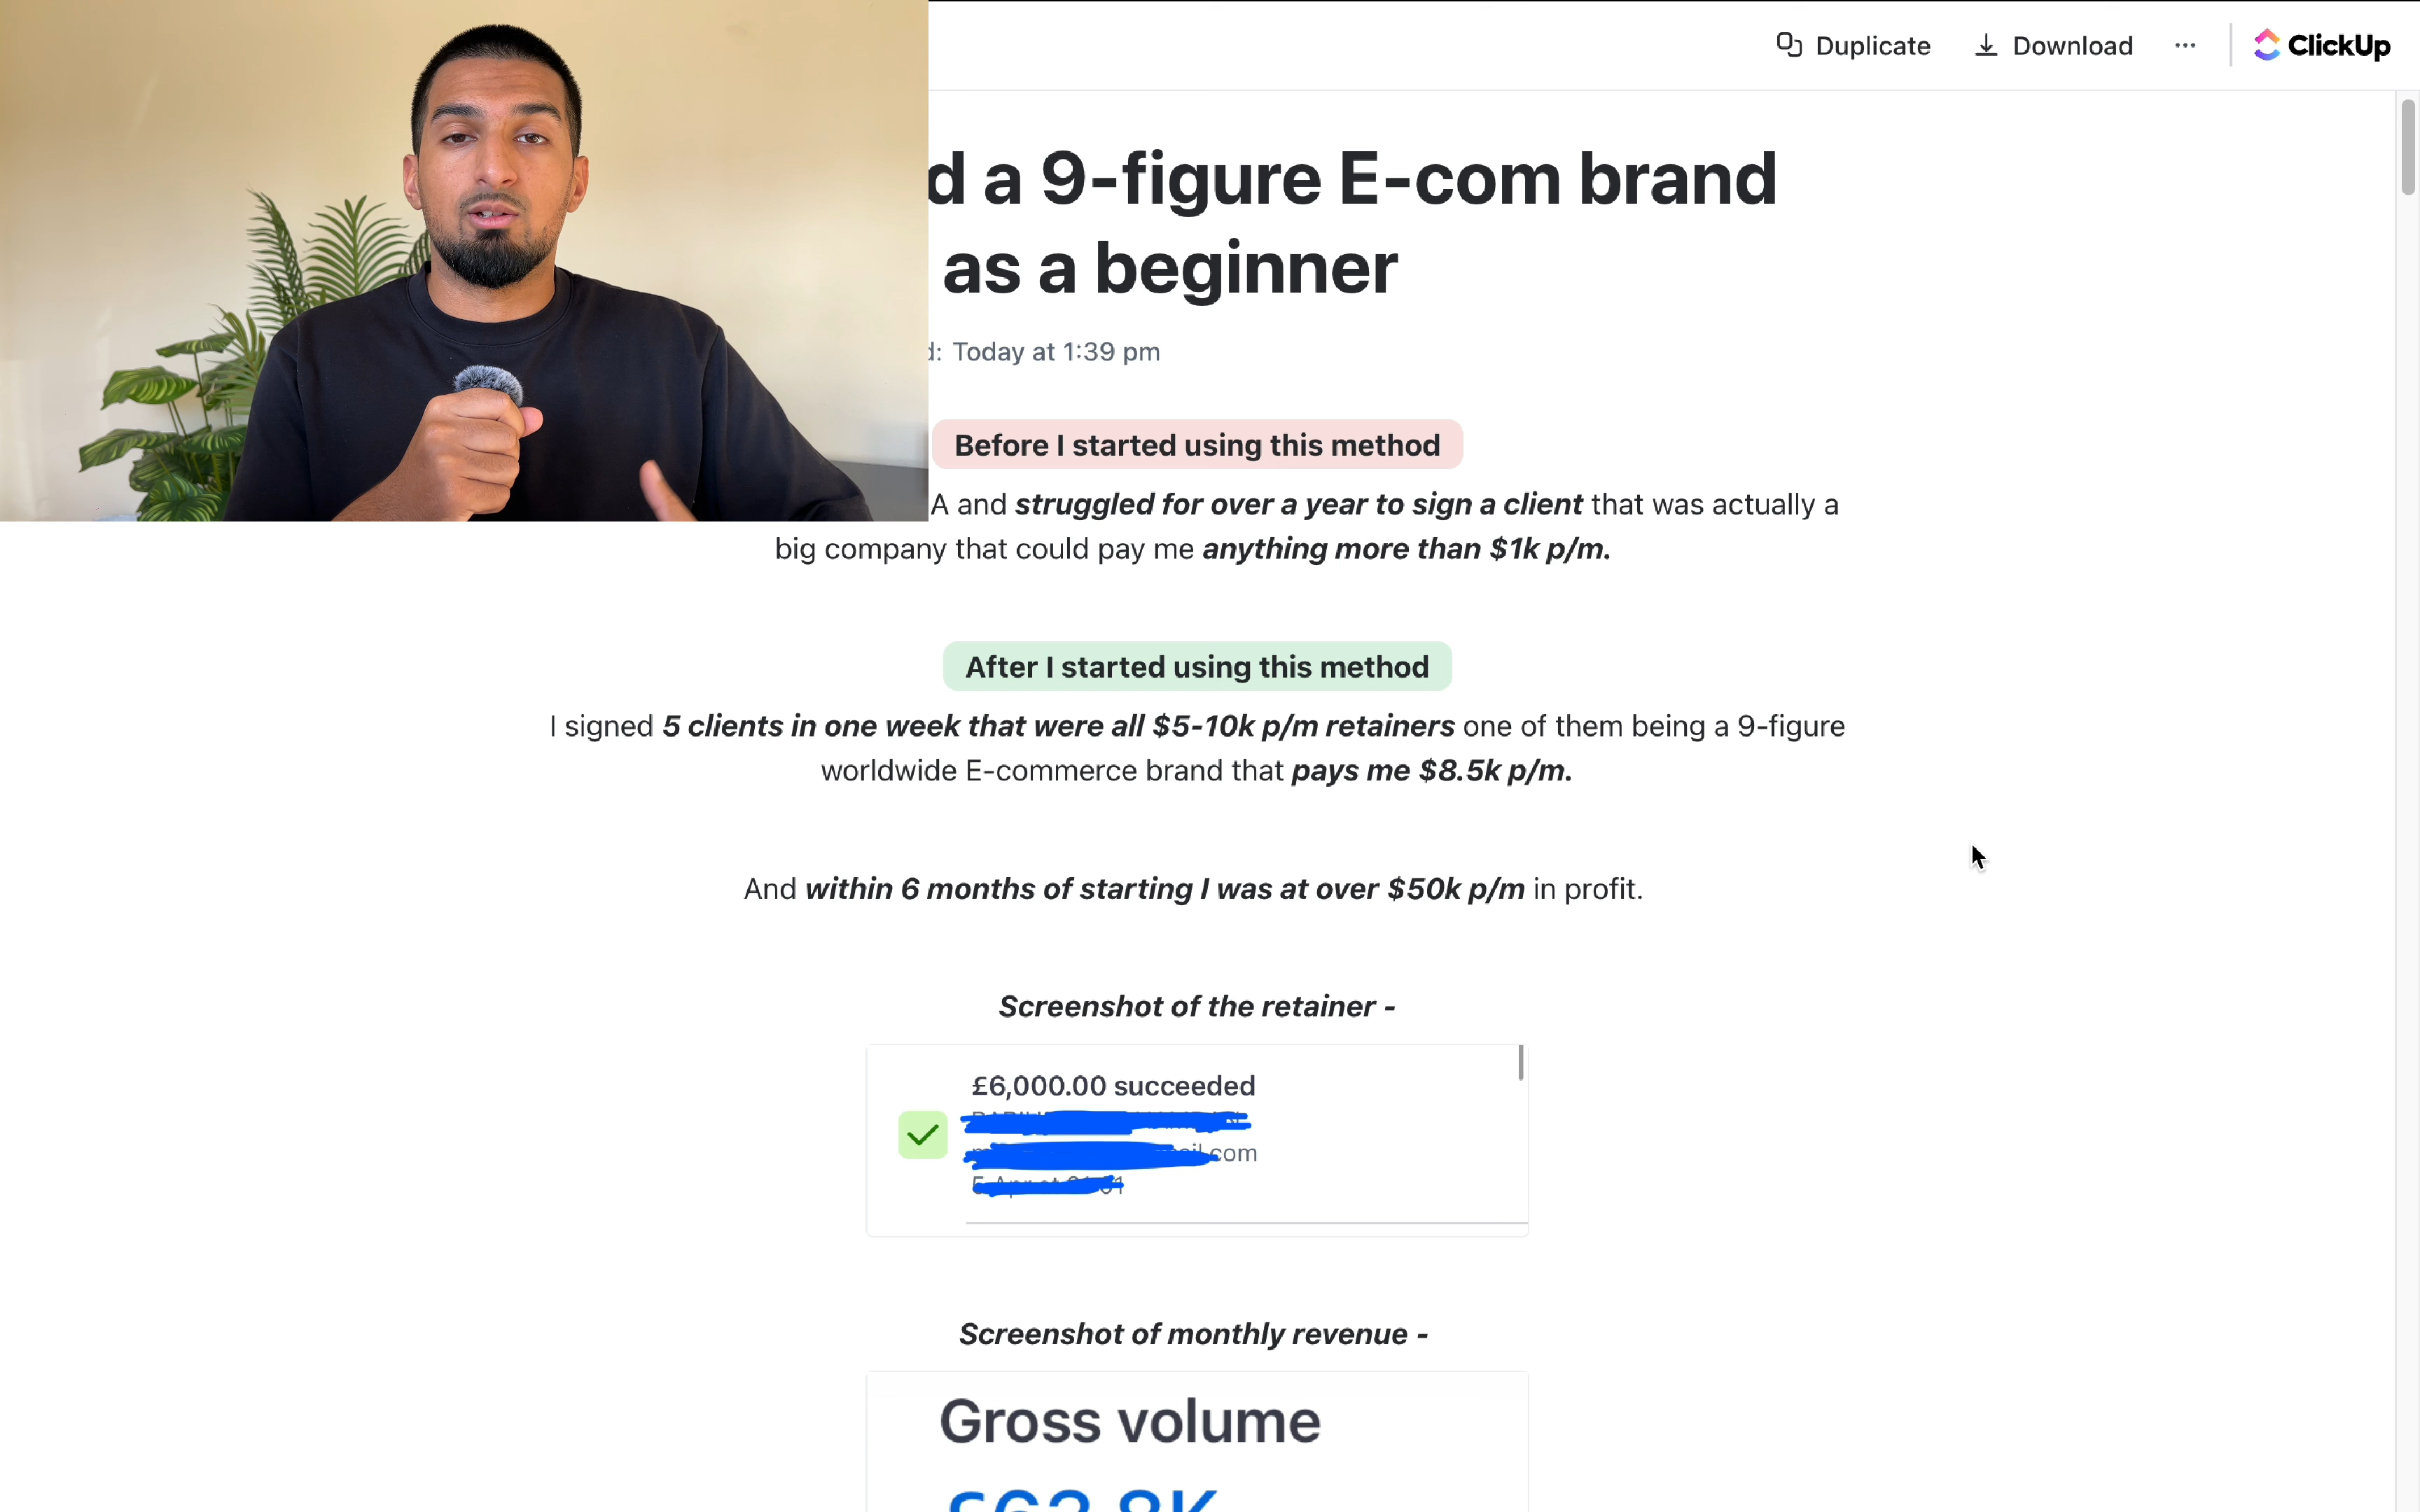 Duplicate Download ClickUp
d a 9-figure E-com brand
as a beginner
d: Today at 1:39 pm
Before I started using this method
A and struggled for over a year to sign a client that was actually a
big company that could pay me anything more than $1k p/m.
After I started using this method
I signed 5 clients in one week that were all $5-10k p/m retainers one of them being a 9-figure
worldwide E-commerce brand that pays me $8.5k p/m.
And within 6 months of starting I was at over $50k p/m in profit.
Screenshot of the retainer -
£6,000.00 succeeded
Screenshot of monthly revenue -
Gross volume